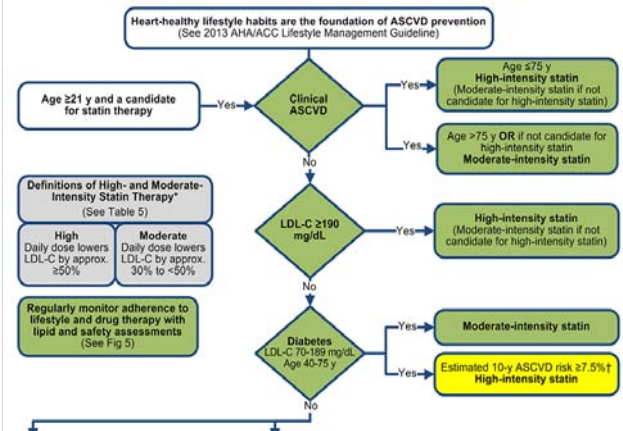 Heart-healthy lifestyle habits are the foundation of ASCVD prevention
(See 2013 AHA/ACC Lifestyle Management Guideline)
Age ≥21 y and a candidate
for statin therapy
Yes
Clinical
ASCVD
Yes
Age ≤75 y
High-intensity statin
(Moderate-intensity statin if not
candidate for high-intensity statin)
Yes
Age >75 y OR if not candidate for
high-intensity statin
Moderate-intensity statin
No
Definitions of High- and Moderate-
Intensity Statin Therapy*
(See Table 5)
High
Daily dose lowers
LDL-C by approx.
≥50%
Moderate
Daily dose lowers
LDL-C by approx.
30% to <50%
LDL-C ≥190
mg/dL
Yes
High-intensity statin
(Moderate-intensity statin if not
candidate for high-intensity statin)
No
Regularly monitor adherence to
lifestyle and drug therapy with
lipid and safety assessments
(See Fig 5)
Diabetes
LDL-C 70-189 mg/dL
Age 40-75 y
Yes
Moderate-intensity statin
Yes
Estimated 10-y ASCVD risk ≥7.5%†
High-intensity statin
No